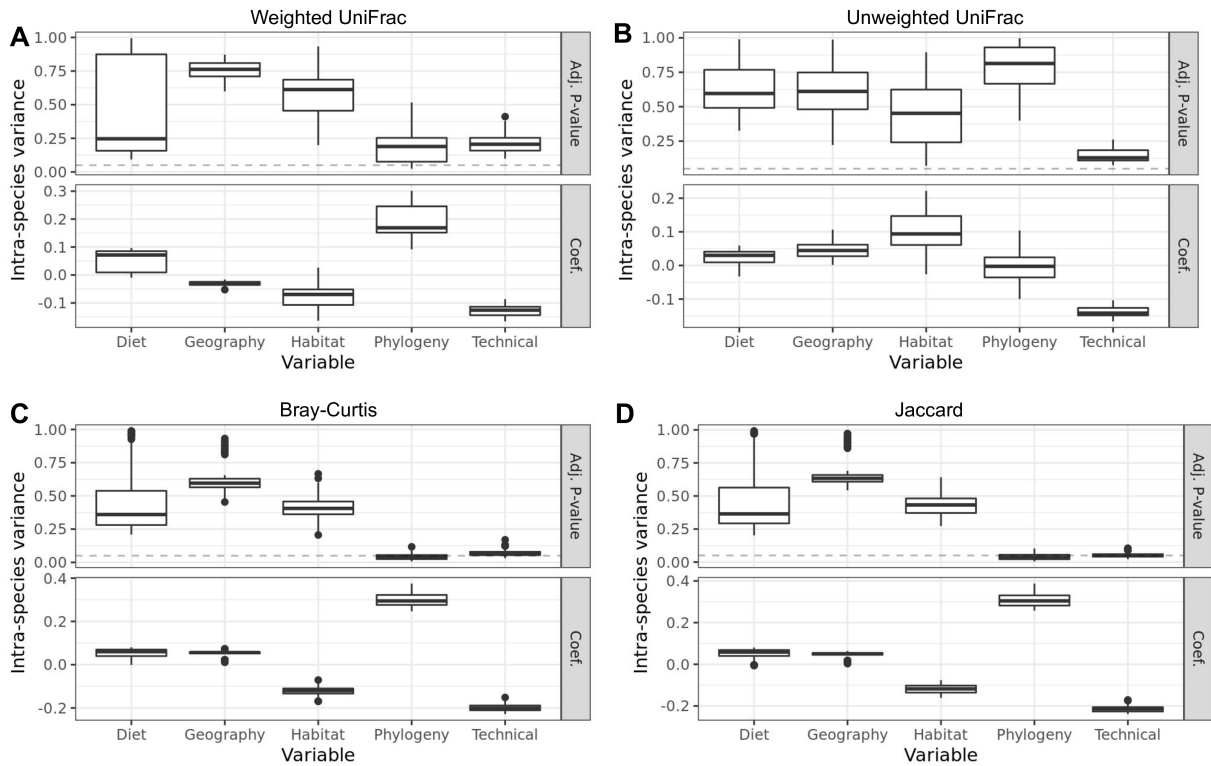 A
Weighted UniFrac
Intra-species variance
1.00
0.75
0.50
0.25
0.00
Adj. P-value
0.3
0.2
0.1
0.0
-0.1
Coef.
Diet Geography Habitat Phylogeny Technical
Variable
B
Unweighted UniFrac
Intra-species variance
1.00
0.75
0.50
0.25
Adj. P-value
0.2
0.1
0.0
-0.1
Coef.
Diet Geography Habitat Phylogeny Technical
Variable
C
Bray-Curtis
Intra-species variance
1.00
0.75
0.50
0.25
0.00
Adj. P-value
0.4
0.2
0.0
-0.2
Coef.
Diet Geography Habitat Phylogeny Technical
Variable
D
Jaccard
Intra-species variance
1.00
0.75
0.50
0.25
0.00
Adj. P-value
0.4
0.2
0.0
-0.2
Coef.
Diet Geography Habitat Phylogeny Technical
Variable